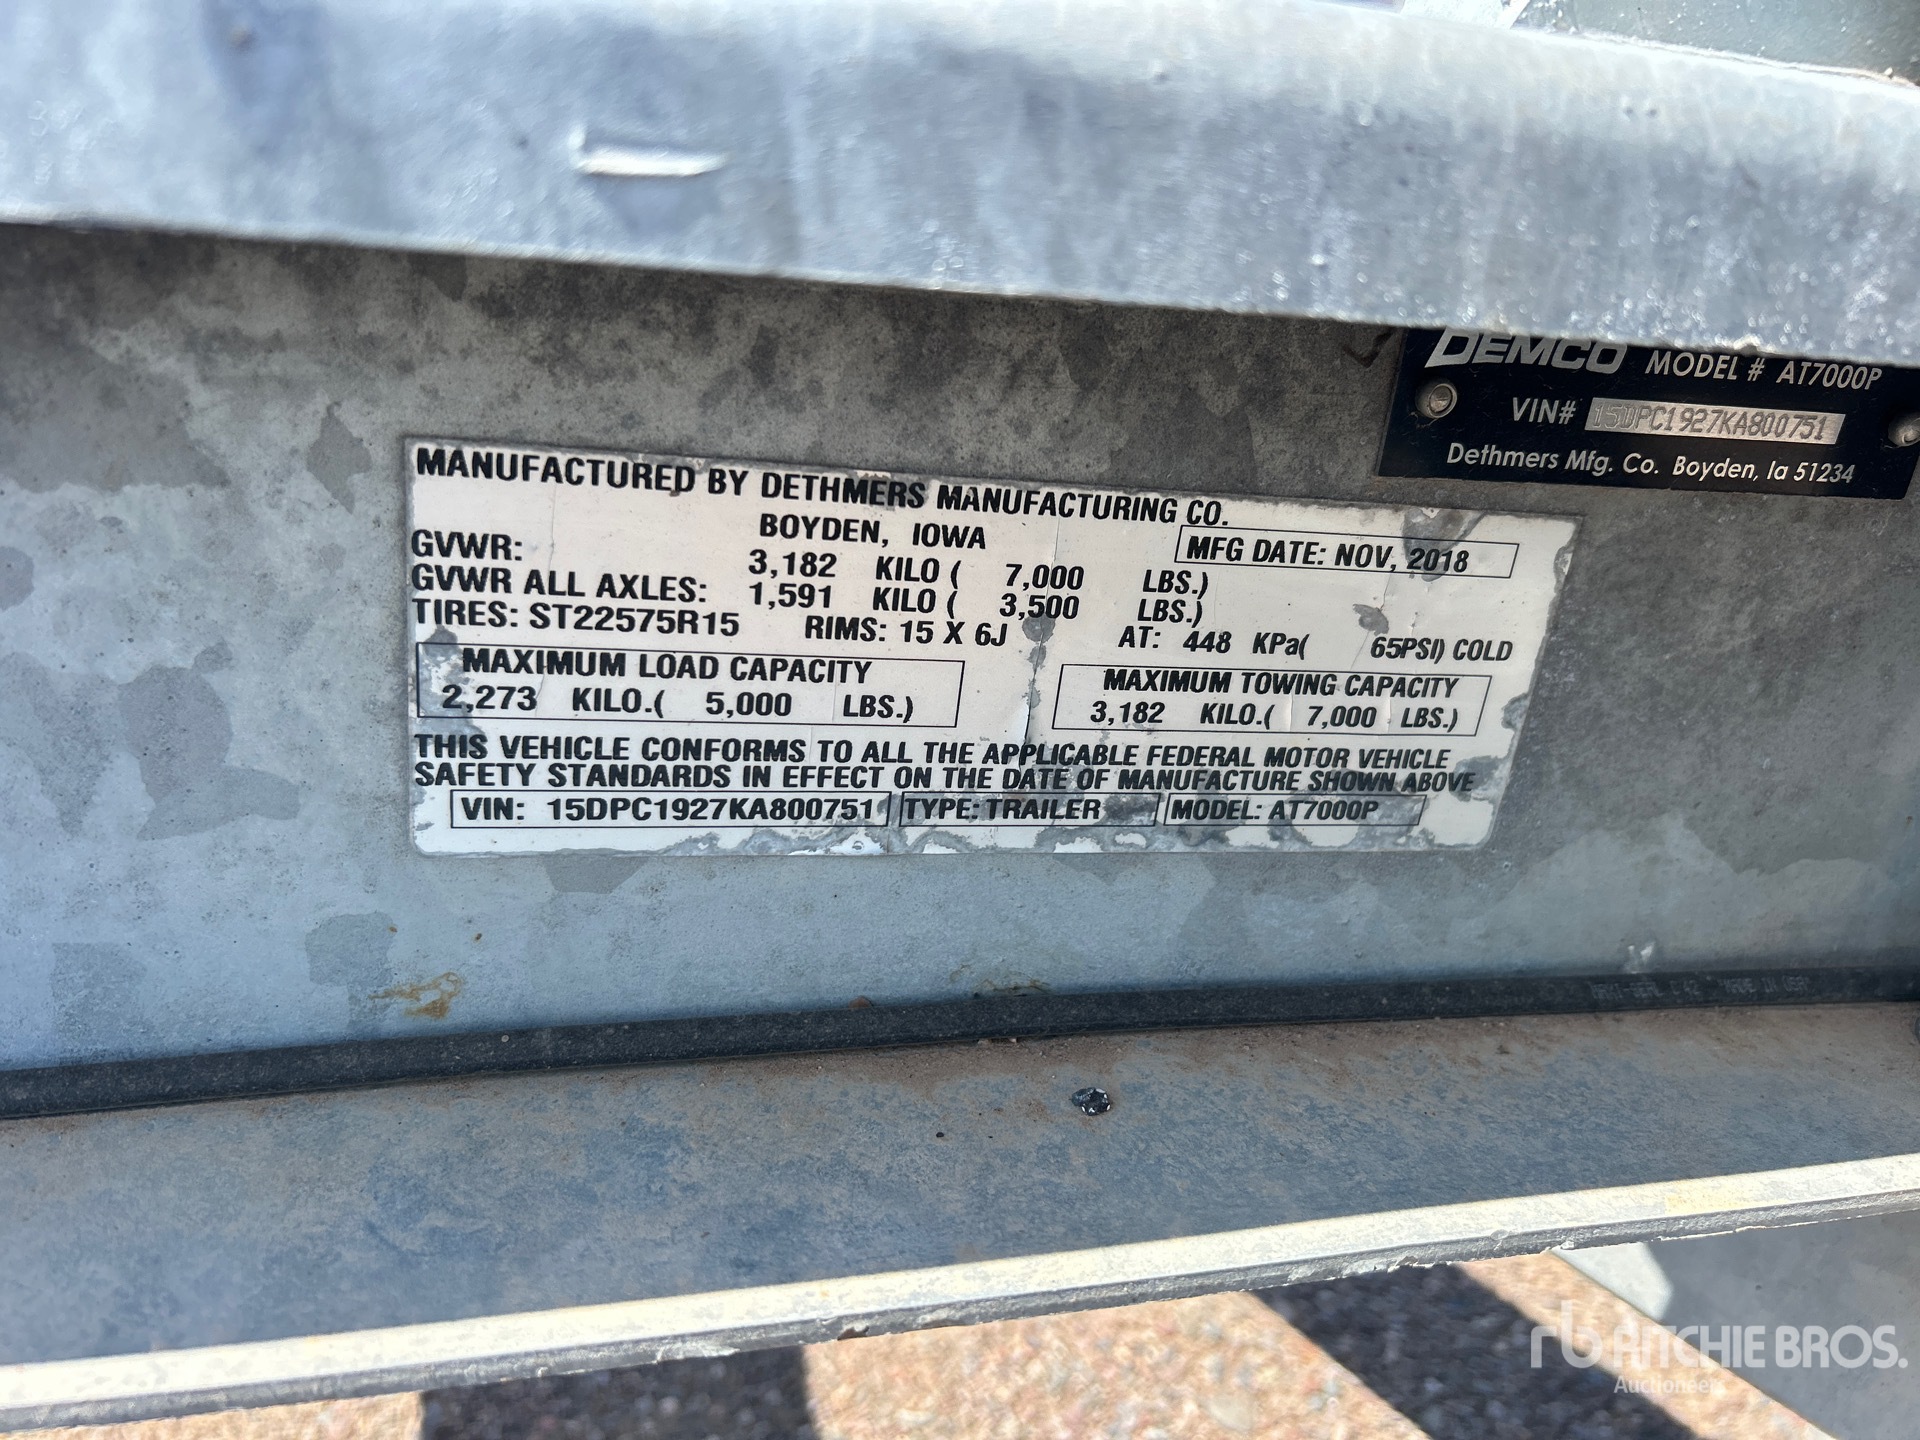 DEMCO MODEL # AT7000P
VIN# 15DPC1927KA800751
Dethmers Mfg. Co. Boyden, Ia 51234
MANUFACTURED BY DETHMERS MANUFACTURING CO.
BOYDEN, IOWA
MFG DATE: NOV, 2018
GVWR: 3,182 KILO ( 7,000 LBS.)
GVWR ALL AXLES: 1,591 KILO ( 3,500 LBS.)
TIRES: ST22575R15 RIMS: 15 X 6J AT: 448 KPa( 65PSI) COLD
MAXIMUM LOAD CAPACITY
2,273 KILO.( 5,000 LBS.)
MAXIMUM TOWING CAPACITY
3,182 KILO.( 7,000 LBS.)
THIS VEHICLE CONFORMS TO ALL THE APPLICABLE FEDERAL MOTOR VEHICLE
SAFETY STANDARDS IN EFFECT ON THE DATE OF MANUFACTURE SHOWN ABOVE
VIN: 15DPC1927KA800751 TYPE: TRAILER MODEL: AT7000P
MADE IN USA
rb RITCHIE BROS.
Auctioneers